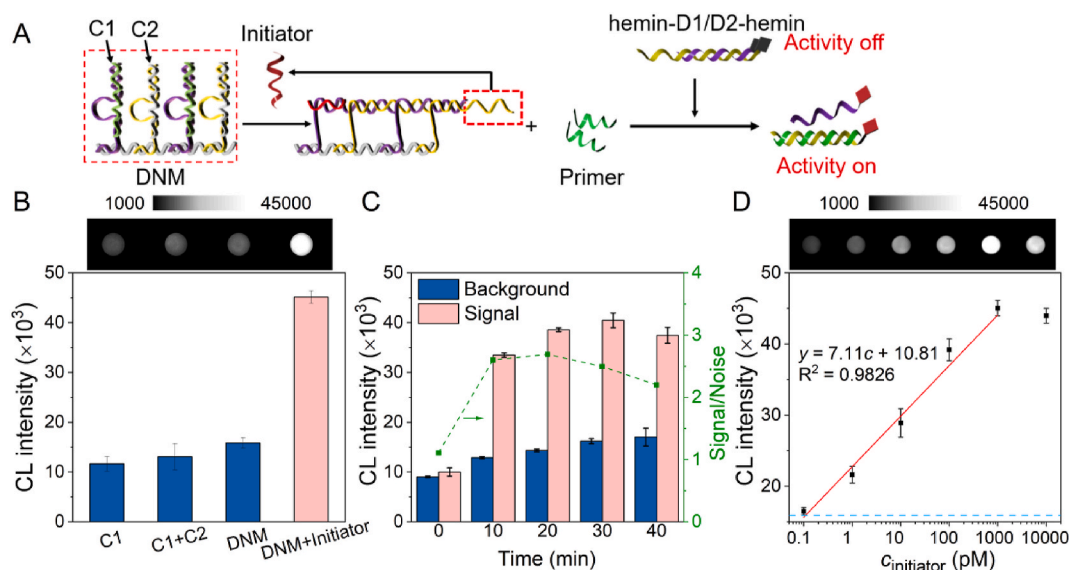 A
C1 C2
Initiator
hemin-D1/D2-hemin
Activity off
+
DNM
Primer
Activity on
B
1000 45000
CL intensity (×10³)
50
40
30
20
10
0
C1
C1+C2
DNM
DNM+Initiator
C
Background
Signal
CL intensity (×10³)
50
40
30
20
10
0
0 10 20 30 40
Time (min)
4
3
2
1
0
Signal/Noise
D
1000 45000
CL intensity (×10³)
50
40
30
20
y = 7.11c + 10.81
R² = 0.9826
0.1 1 10 100 1000 10000
cinitiator (pM)